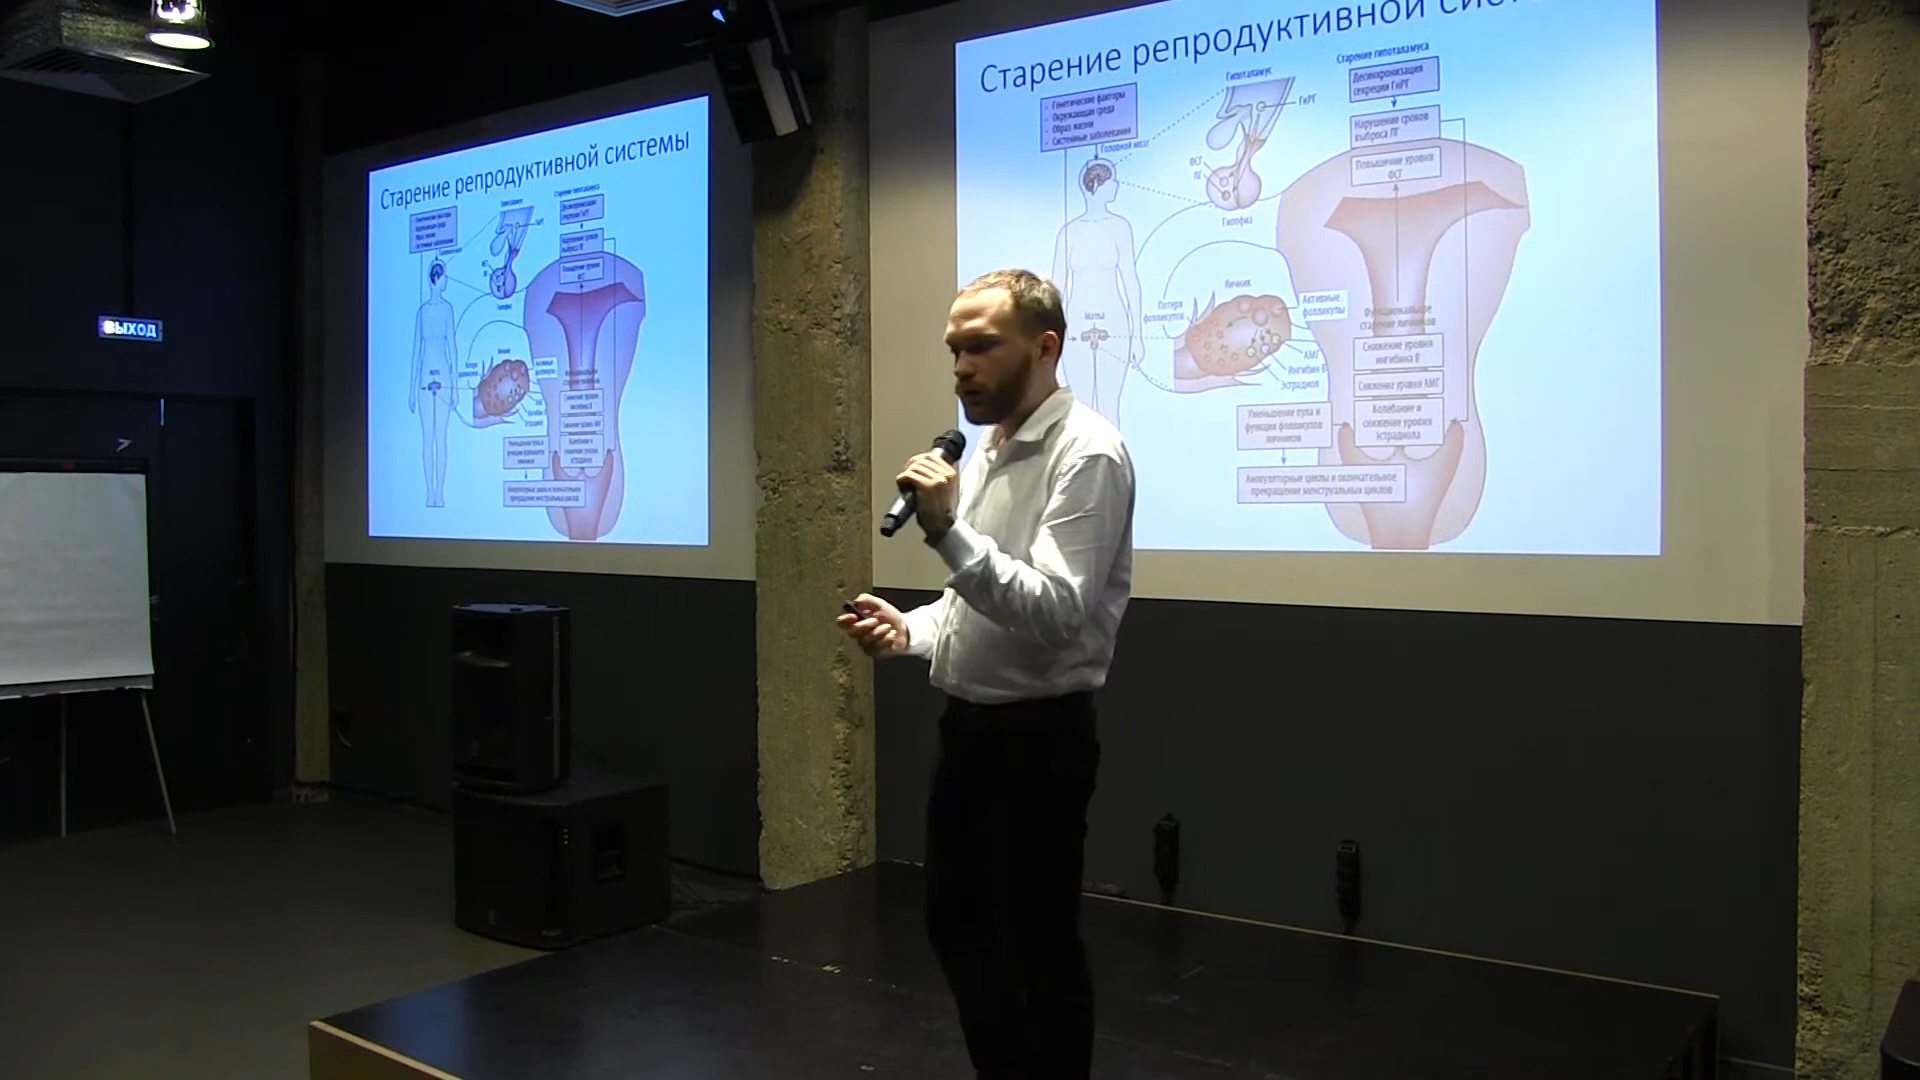 ВЫХОД
Старение репродуктивной системы
Старение репродуктивной
Старение гипоталамуса
Гипоталамус
Десинхронизация
секреции ГнРГ
- Генетические факторы
- Окружающая среда
- Образ жизни
- Системные заболевания
ГнРГ
Нарушение сроков
выброса ЛГ
Головной мозг
ФСГ
ЛГ
Повышение уровня
ФСГ
Гипофиз
Яичник
Потеря
фолликулов
Активные
фолликулы
Матка
Функциональное
старение яичников
АМГ
Ингибин В
Эстрадиол
Снижение уровня
ингибина В
Снижение уровня АМГ
Уменьшение пула и
функции фолликулов
яичников
Колебание и
снижение уровня
эстрадиола
Ановуляторные циклы и окончательное
прекращение менструальных циклов